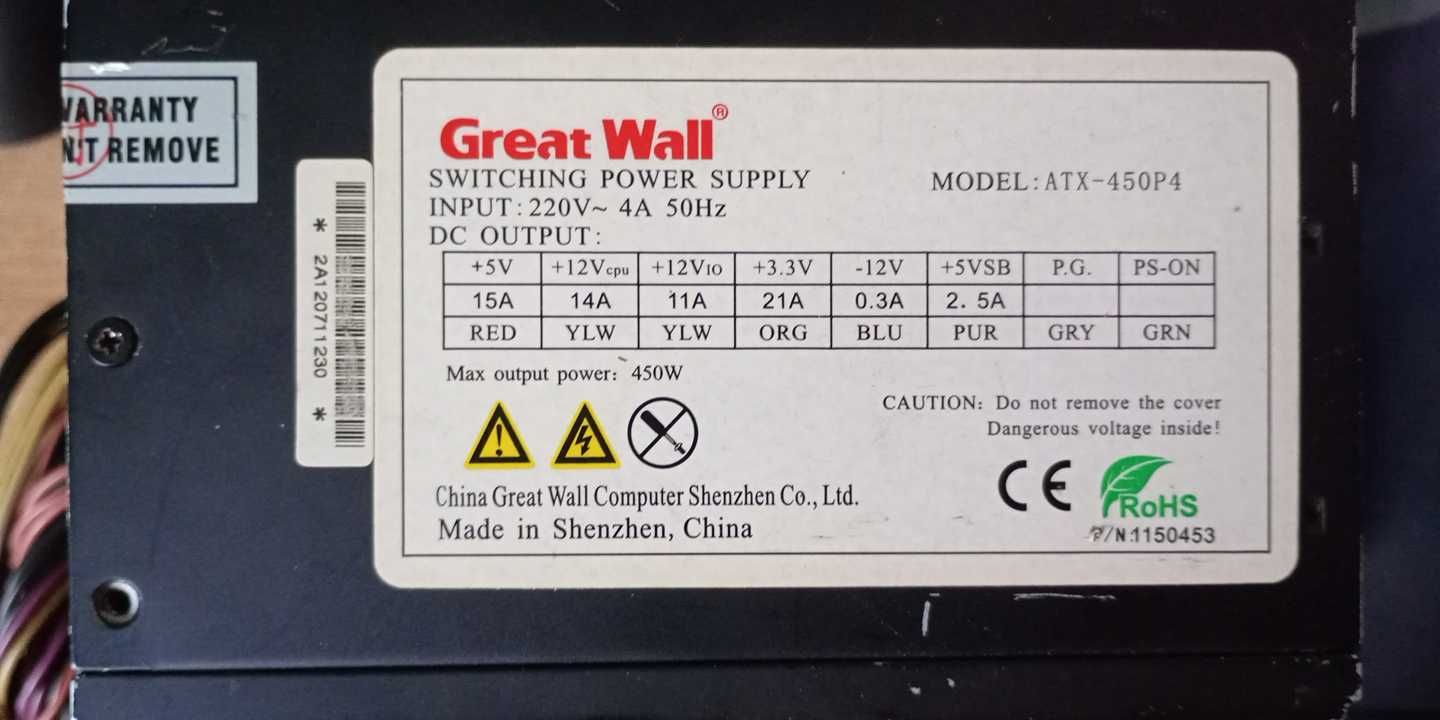 WARRANTY
N'T REMOVE
* 2A12071 1230 *
Great Wall®
SWITCHING POWER SUPPLY
MODEL:ATX-450P4
INPUT:220V~ 4A 50Hz
DC OUTPUT:
+5V +12Vcpu +12VIO +3.3V -12V +5VSB P.G. PS-ON
15A 14A 11A 21A 0.3A 2.5A
RED YLW YLW ORG BLU PUR GRY GRN
Max output power: 450W
CAUTION: Do not remove the cover
Dangerous voltage inside!
China Great Wall Computer Shenzhen Co., Ltd.
Made in Shenzhen, China
CE
RoHS
P/N:1150453